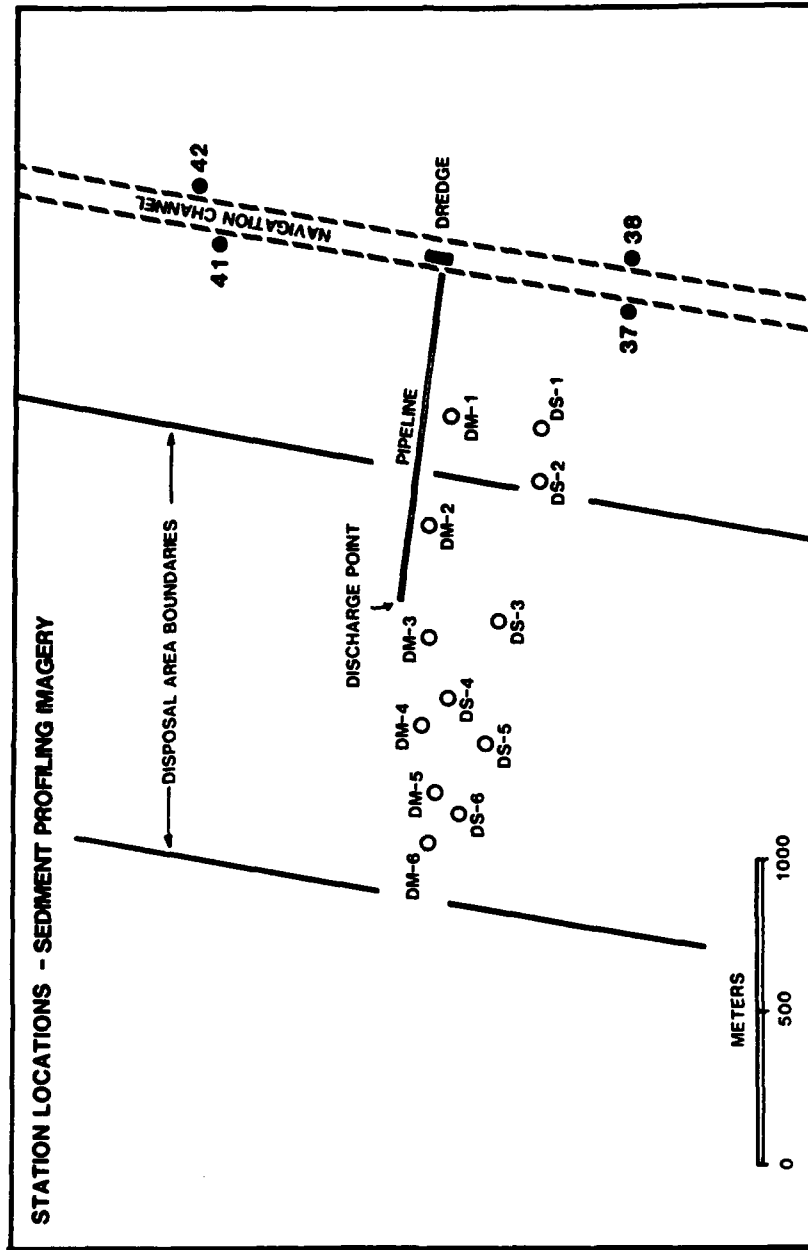 STATION LOCATIONS - SEDIMENT PROFILING IMAGERY
DISPOSAL AREA BOUNDARIES
NAVIGATION CHANNEL
41
42
DISCHARGE POINT
PIPELINE
DREDGE
DM-6
DM-5
DM-4
DM-3
DM-2
DM-1
DS-6
DS-5
DS-4
DS-3
DS-2
DS-1
37
38
METERS
0
500
1000